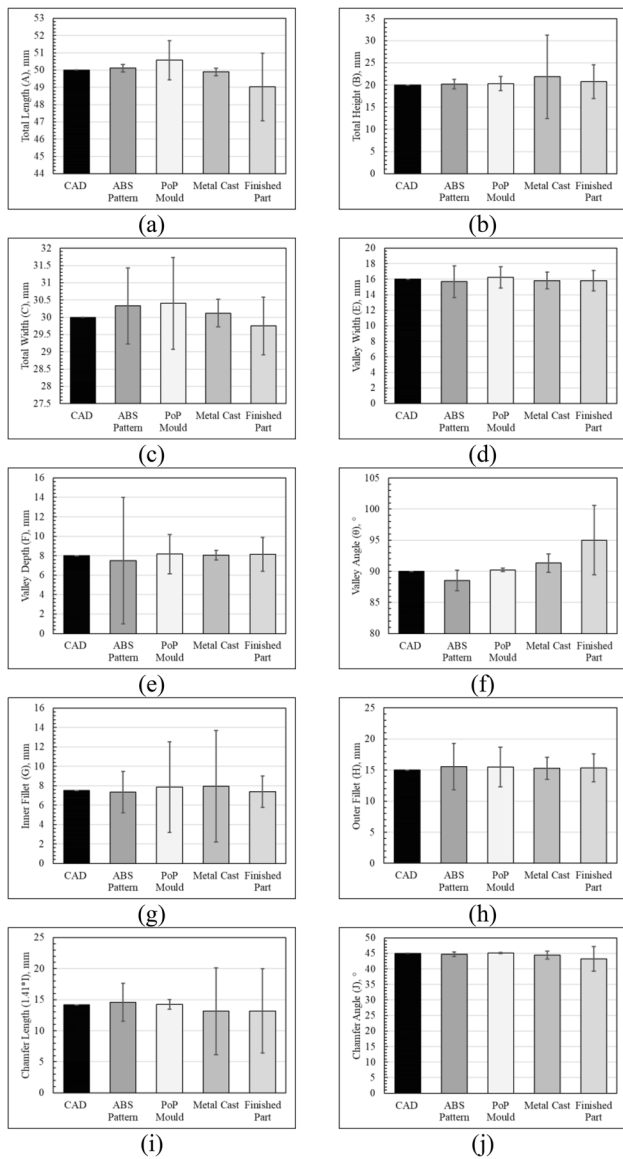 Total Length (A), mm
51
50
49
48
47
46
45
44
CAD
ABS Pattern
PoP Mould
Metal Cast
Finished Part
(a)
Total Height (B), mm
35
30
25
20
15
10
5
0
CAD
ABS Pattern
PoP Mould
Metal Cast
Finished Part
(b)
Total Width (C), mm
32
31.5
31
30.5
30
29.5
29
28.5
28
27.5
CAD
ABS Pattern
PoP Mould
Metal Cast
Finished Part
(c)
Valley Width (E), mm
20
18
16
14
12
10
8
6
4
2
0
CAD
ABS Pattern
PoP Mould
Metal Cast
Finished Part
(d)
Valley Depth (F), mm
16
14
12
10
8
6
4
2
0
CAD
ABS Pattern
PoP Mould
Metal Cast
Finished Part
(e)
Valley Angle (θ), °
105
100
95
90
85
80
CAD
ABS Pattern
PoP Mould
Metal Cast
Finished Part
(f)
Inner Fillet (G), mm
16
14
12
10
8
6
4
2
0
CAD
ABS Pattern
PoP Mould
Metal Cast
Finished Part
(g)
Outer Fillet (H), mm
25
20
15
10
5
0
CAD
ABS Pattern
PoP Mould
Metal Cast
Finished Part
(h)
Chamfer Length (1.41*I), mm
25
20
15
10
5
0
CAD
ABS Pattern
PoP Mould
Metal Cast
Finished Part
(i)
Chamfer Angle (J), °
50
45
40
35
30
25
20
15
10
5
0
CAD
ABS Pattern
PoP Mould
Metal Cast
Finished Part
(j)